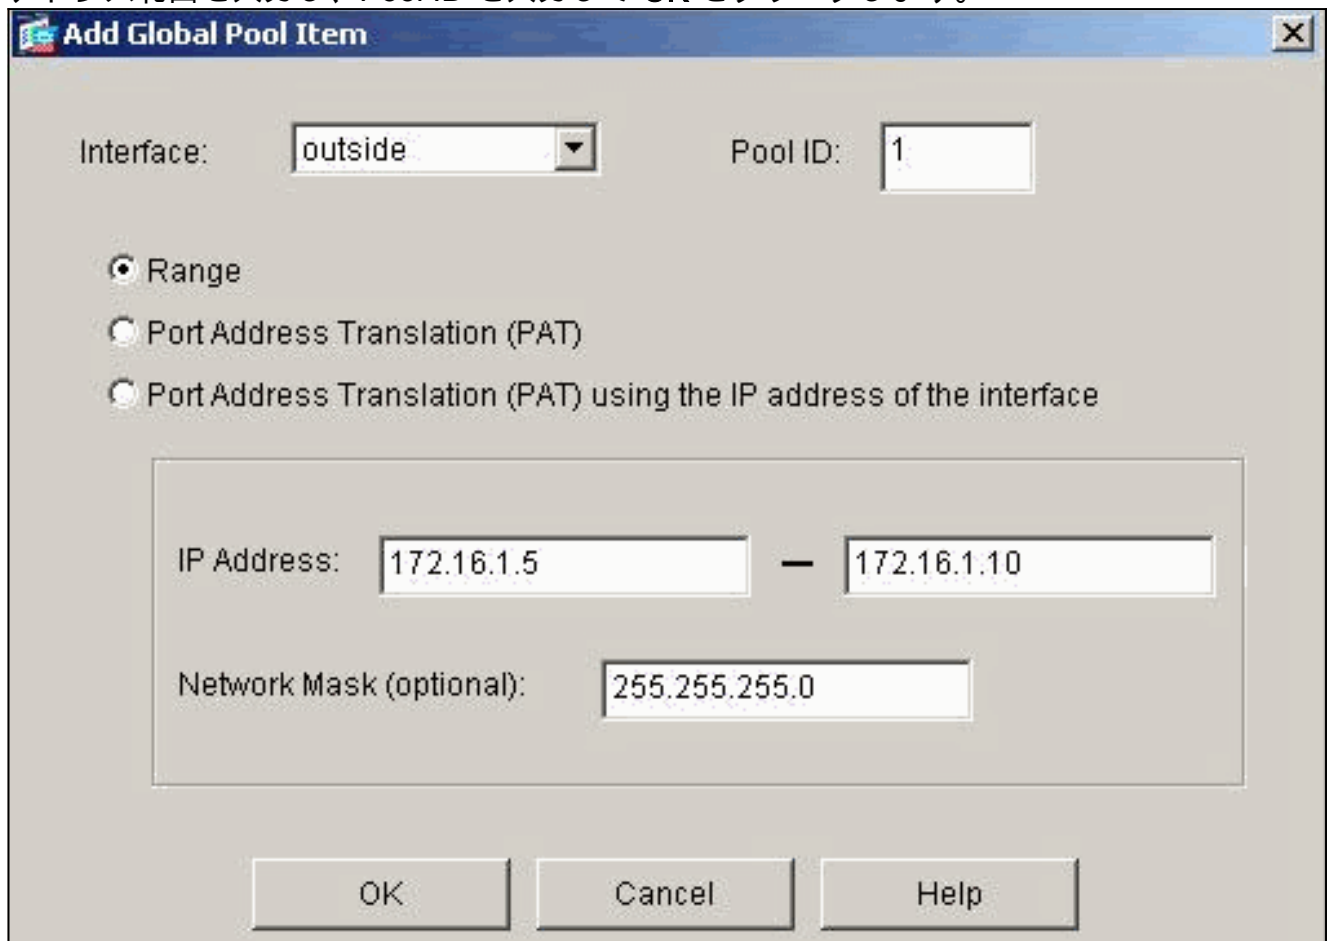 Add Global Pool Item
Interface: outside Pool ID: 1
Range
Port Address Translation (PAT)
Port Address Translation (PAT) using the IP address of the interface
IP Address: 172.16.1.5 – 172.16.1.10
Network Mask (optional): 255.255.255.0
OK Cancel Help